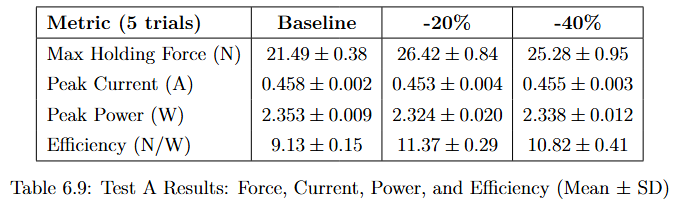 Metric (5 trials) Baseline -20% -40%
Max Holding Force (N) 21.49 ± 0.38 26.42 ± 0.84 25.28 ± 0.95
Peak Current (A) 0.458 ± 0.002 0.453 ± 0.004 0.455 ± 0.003
Peak Power (W) 2.353 ± 0.009 2.324 ± 0.020 2.338 ± 0.012
Efficiency (N/W) 9.13 ± 0.15 11.37 ± 0.29 10.82 ± 0.41
Table 6.9: Test A Results: Force, Current, Power, and Efficiency (Mean ± SD)